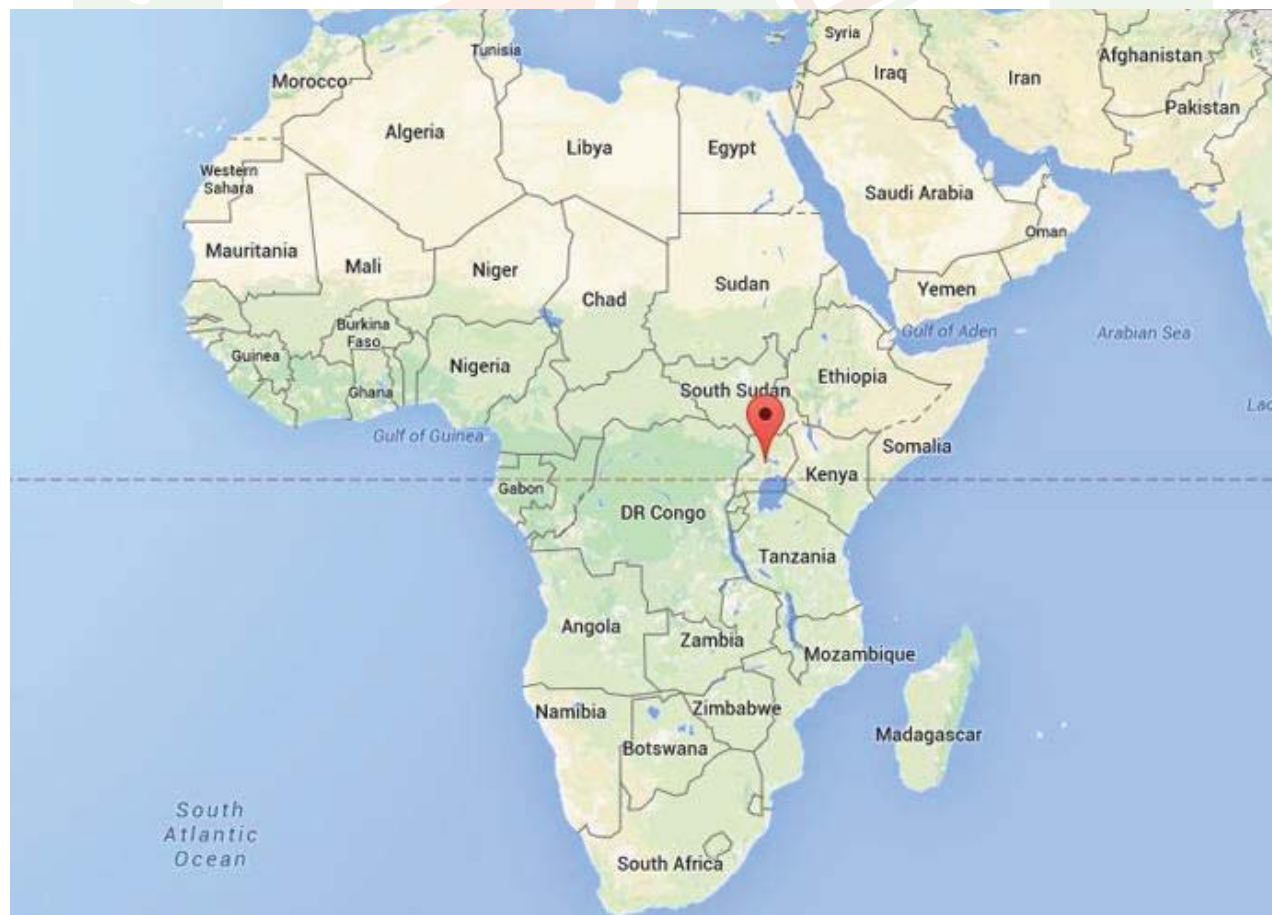 Syria
Afghanistan
Tunisia
Iraq
Iran
Morocco
Pakistan
Algeria
Libya
Egypt
Western
Sahara
Saudi Arabia
Oman
Mauritania
Mali
Niger
Chad
Sudan
Yemen
Burkina
Faso
Gulf of Aden
Arabian Sea
Guinea
Nigeria
Ethiopia
Ghana
South Sudan
Gulf of Guinea
Somalia
Kenya
Gabon
DR Congo
Tanzania
Angola
Zambia
Mozambique
Namibia
Zimbabwe
Botswana
Madagascar
South
Atlantic
Ocean
South Africa